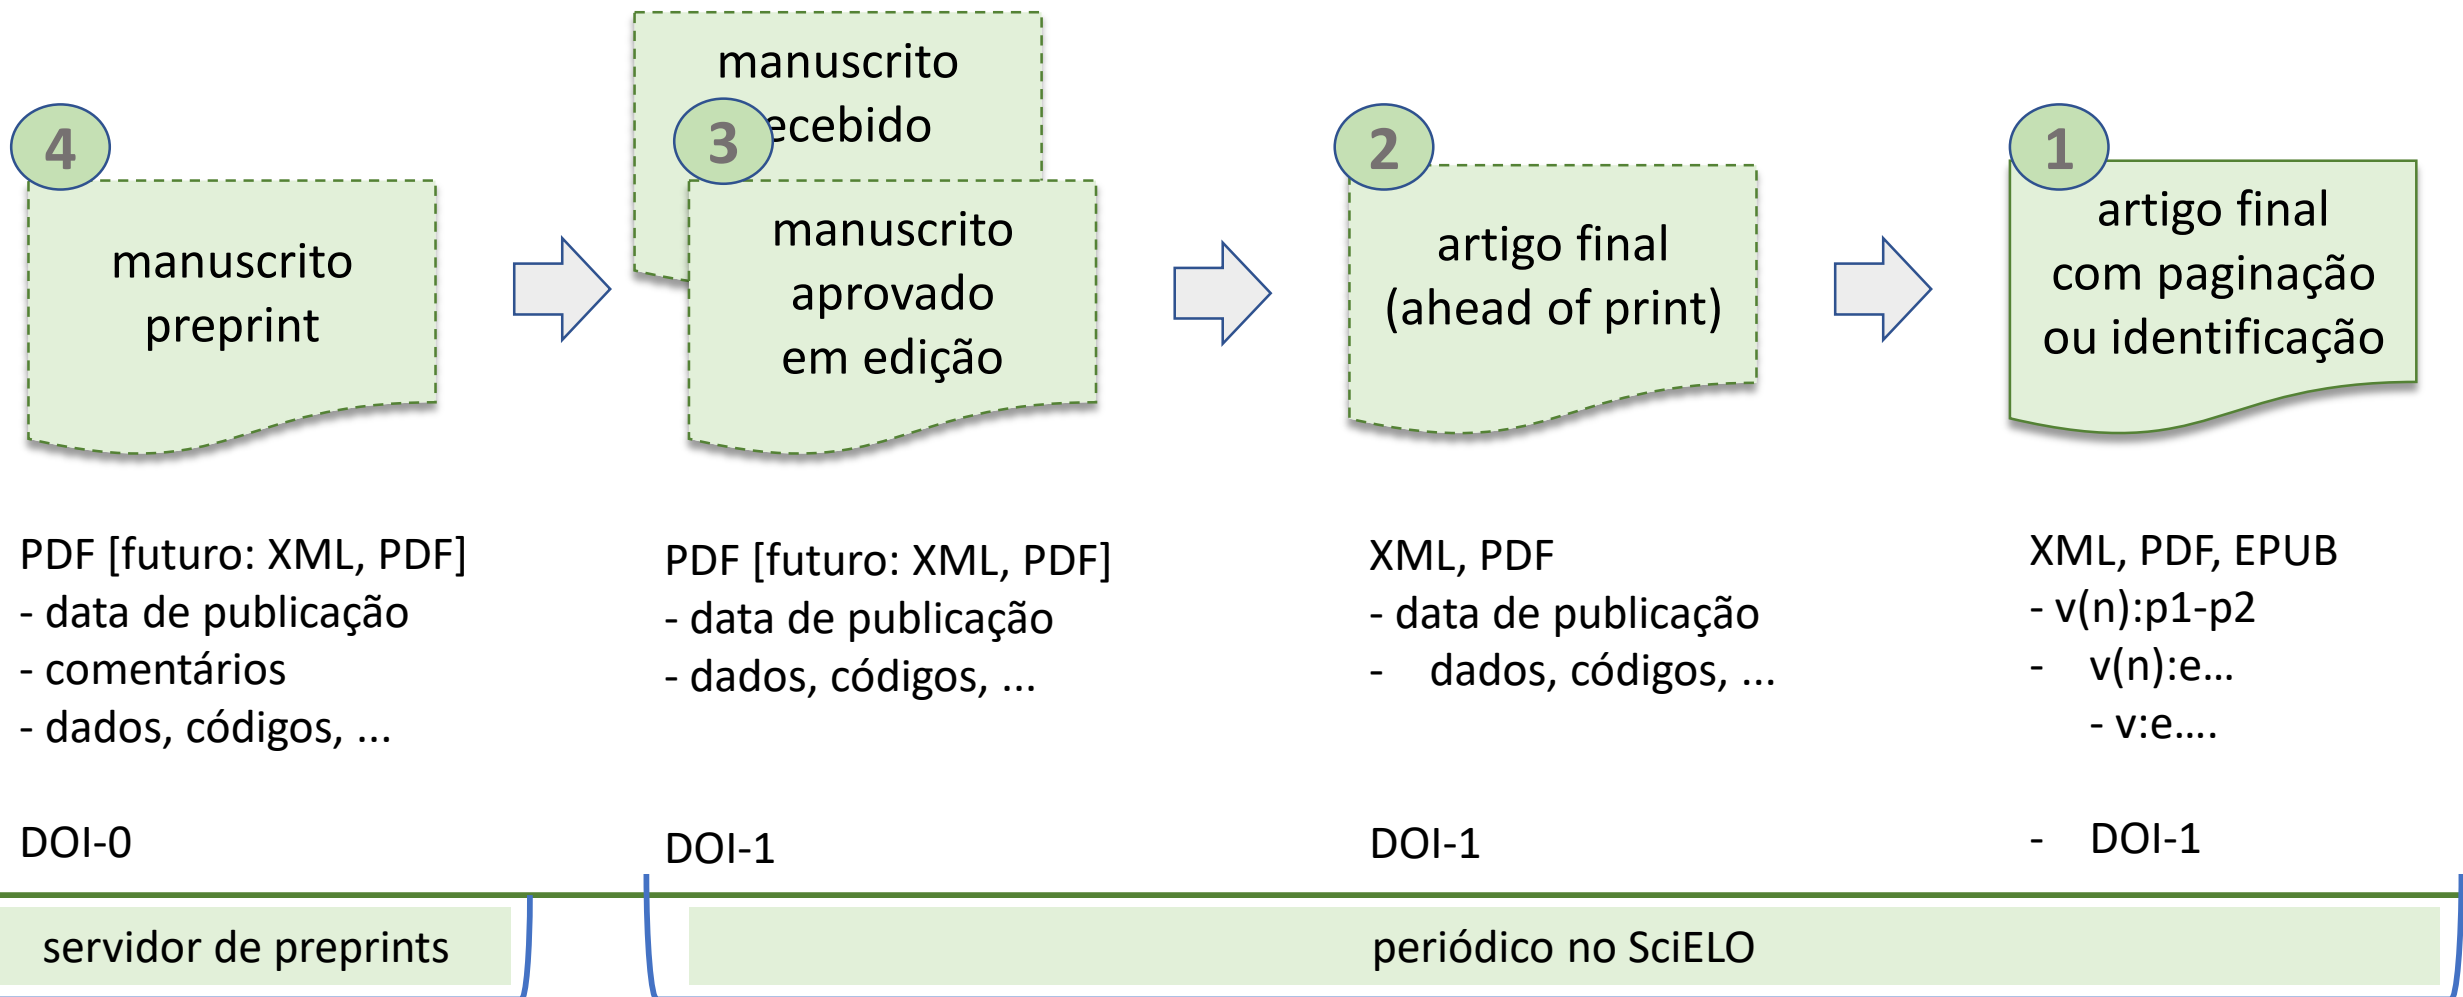 4
manuscrito
preprint
PDF [futuro: XML, PDF]
- data de publicação
- comentários
- dados, códigos, ...
DOI-0
manuscrito
ecebido
3
manuscrito
aprovado
em edição
PDF [futuro: XML, PDF]
- data de publicação
- dados, códigos, ...
DOI-1
2
artigo final
(ahead of print)
XML, PDF
- data de publicação
- dados, códigos, ...
DOI-1
1
artigo final
com paginação
ou identificação
XML, PDF, EPUB
- v(n):p1-p2
- v(n):e...
- v:e....
- DOI-1
servidor de preprints
periódico no SciELO